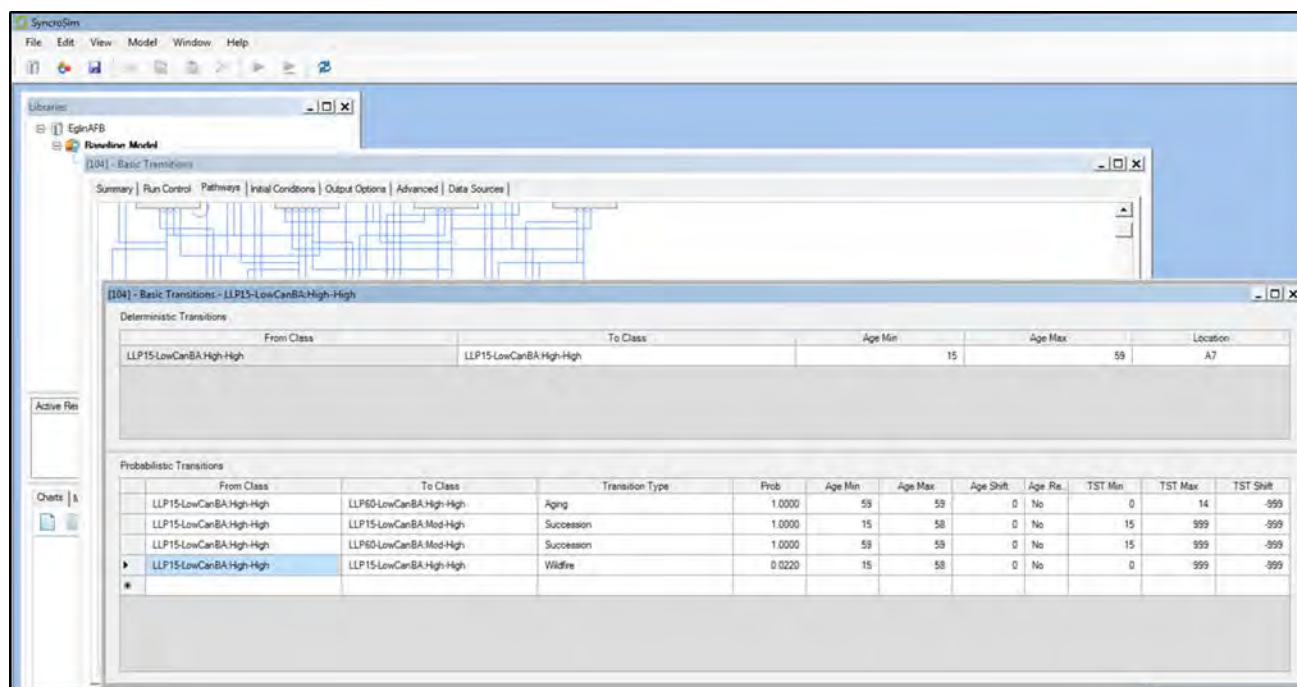 SyncroSim
File Edit View Model Window Help
Libraries
EglinAFB
Baseline Model
[104] - Basic Transitions
Summary | Run Control Pathways | Initial Conditions | Output Options | Advanced | Data Sources |
[104] - Basic Transitions - LLP15-LowCanBA:High-High
Deterministic Transitions
From Class To Class Age Min Age Max Location
LLP15-LowCanBA:High-High LLP15-LowCanBA:High-High 15 59 A7
Active
Probabilistic Transitions
From Class To Class Transition Type Prob Age Min Age Max Age Shift Age Re... TST Min TST Max TST Shift
LLP15-LowCanBA:High-High LLP60-LowCanBA:High-High Aging 1.0000 59 59 0 No 0 14 -999
LLP15-LowCanBA:High-High LLP15-LowCanBA:Mod-High Succession 1.0000 15 58 0 No 15 999 -999
LLP15-LowCanBA:High-High LLP60-LowCanBA:Mod-High Succession 1.0000 59 59 0 No 15 999 -999
LLP15-LowCanBA:High-High LLP15-LowCanBA:High-High Wildfire 0.0220 15 58 0 No 0 999 -999
Charts